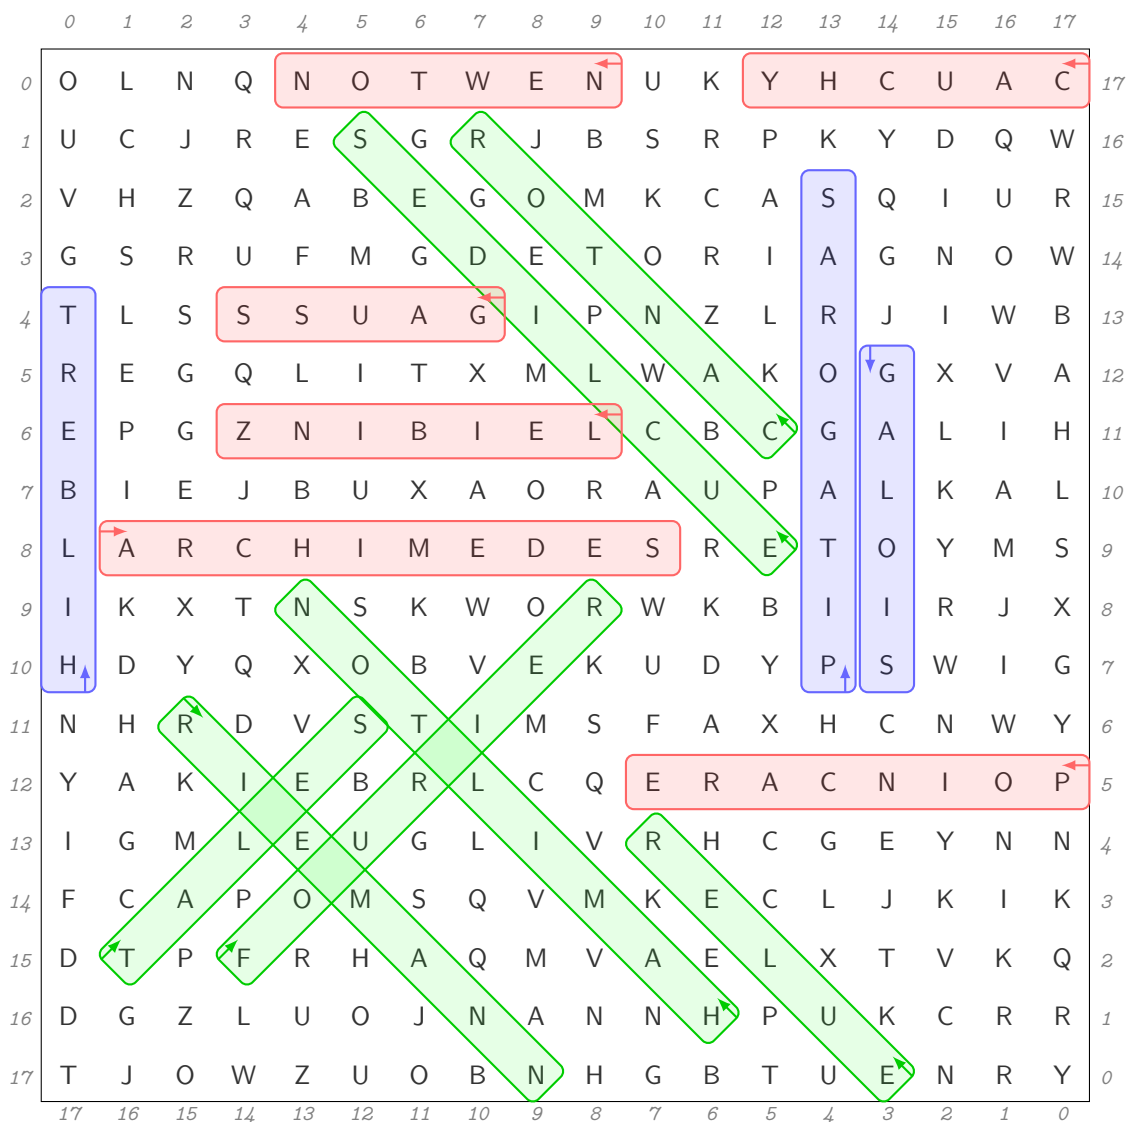 0 1 2 3 4 5 6 7 8 9 10 11 12 13 14 15 16 17
0 O L N Q N O T W E N U K Y H C U A C 17
1 U C J R E S G R J B S R P K Y D Q W 16
2 V H Z Q A B E G O M K C A S Q I U R 15
3 G S R U F M G D E T O R I A G N O W 14
4 T L S S S U A G I P N Z L R J I W B 13
5 R E G Q L I T X M L W A K O G X V A 12
6 E P G Z N I B I E L C B C G A L I H 11
7 B I E J B U X A O R A U P A L K A L 10
8 L A R C H I M E D E S R E T O Y M S 9
9 I K X T N S K W O R W K B I I R J X 8
10 H D Y Q X O B V E K U D Y P S W I G 7
11 N H R D V S T I M S F A X H C N W Y 6
12 Y A K I E B R L C Q E R A C N I O P 5
13 I G M L E U G L I V R H C G E Y N N 4
14 F C A P O M S Q V M K E C L J K I K 3
15 D T P F R H A Q M V A E L X T V K Q 2
16 D G Z L U O J N A N N H P U K C R R 1
17 T J O W Z U O B N H G B T U E N R Y 0
17 16 15 14 13 12 11 10 9 8 7 6 5 4 3 2 1 0